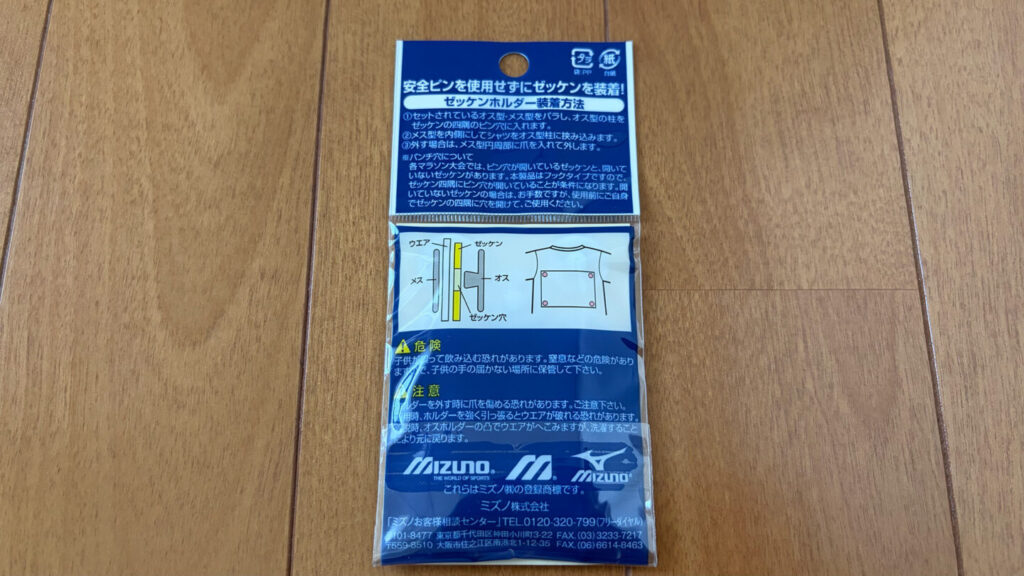 プラ
紙
袋:PP
台紙
安全ピンを使用せずにゼッケンを装着!
ゼッケンホルダー装着方法
①セットされているオス型・メス型をバラし、オス型の柱を
ゼッケンの四隅のピン穴に入れます。
②メス型を内側にしてシャツをオス型柱に挟み込みます。
③外す場合は、メス型円周部に爪を入れて外します。
※パンチ穴について
各マラソン大会では、ピン穴が開いているゼッケンと、開いて
いないゼッケンがあります。本製品はフックタイプですので、
ゼッケン四隅にピン穴が開いていることが条件になります。開
いていないゼッケンの場合は、お手数ですが、使用前にご自身
でゼッケンの四隅に穴を開けて、ご使用ください。
ウエア
ゼッケン
メス
オス
ゼッケン穴
危険
子供が って飲み込む恐れがあります。窒息などの危険があり
ます で、子供の手の届かない場所に保管して下さい。
注意
ルダーを外す時に爪を傷める恐れがあります。ご注意下さい。
用時、ホルダーを強く引っ張るとウエアが破れる恐れがあります。
時、オスホルダーの凸でウエアがへこみますが、洗濯すること
により元に戻ります。
MIZUNO®
THE WORLD OF SPORTS
M®
MIZUNO®
これらはミズノ㈱の登録商標です。
ミズノ株式会社
「ミズノお客様相談センター」TEL.0120-320-799(フリーダイヤル)
〒101-8477 東京都千代田区神田小川町3-22 FAX.(03)3233-7217
〒559-8510 大阪市住之江区南港北1-12-35 FAX.(06)6614-8463